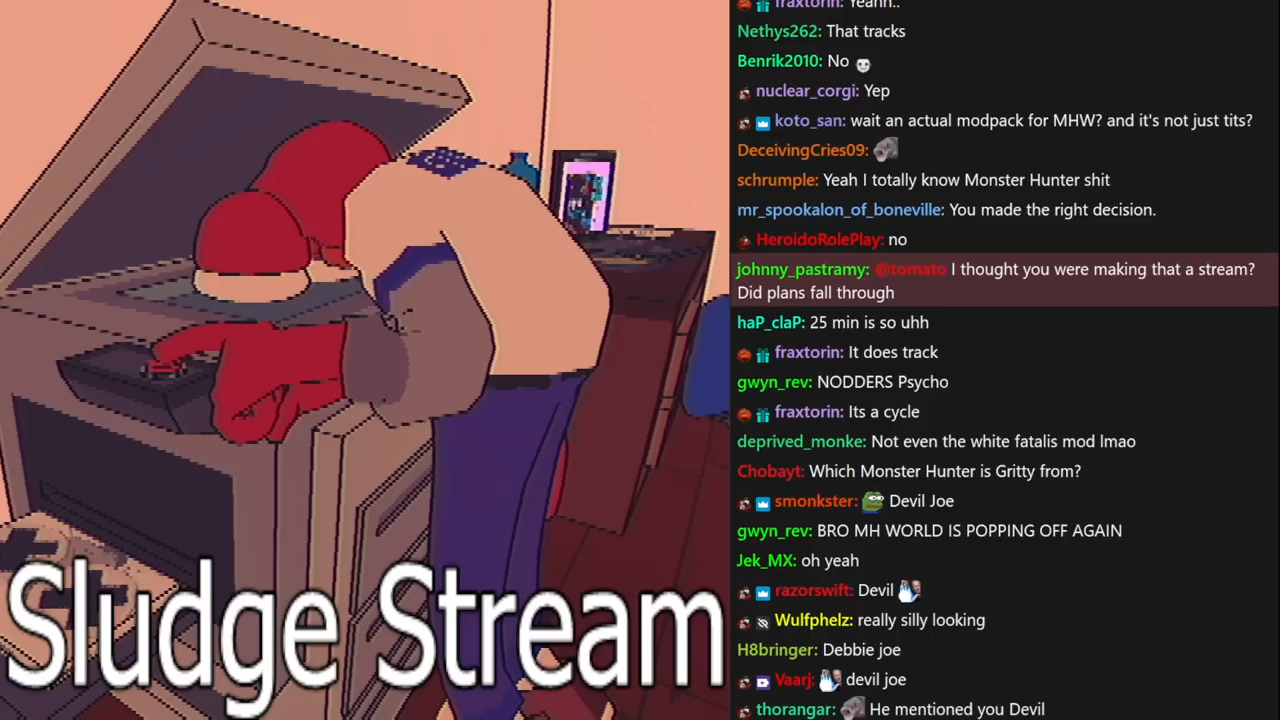 fraxtorin: Yeahh..
Nethys262: That tracks
Benrik2010: No
nuclear_corgi: Yep
koto_san: wait an actual modpack for MHW? and it's not just tits?
DeceivingCries09:
schrumple: Yeah I totally know Monster Hunter shit
mr_spookalon_of_boneville: You made the right decision.
HeroidoRolePlay: no
johnny_pastramy: @tomato I thought you were making that a stream?
Did plans fall through
haP_claP: 25 min is so uhh
fraxtorin: It does track
gwyn_rev: NODDERS Psycho
fraxtorin: Its a cycle
deprived_monke: Not even the white fatalis mod lmao
Chobayt: Which Monster Hunter is Gritty from?
smonkster: Devil Joe
gwyn_rev: BRO MH WORLD IS POPPING OFF AGAIN
Jek_MX: oh yeah
razorswift: Devil
Wulfphelz: really silly looking
H8bringer: Debbie joe
Vaarj: devil joe
thorangar: He mentioned you Devil
Sludge Stream